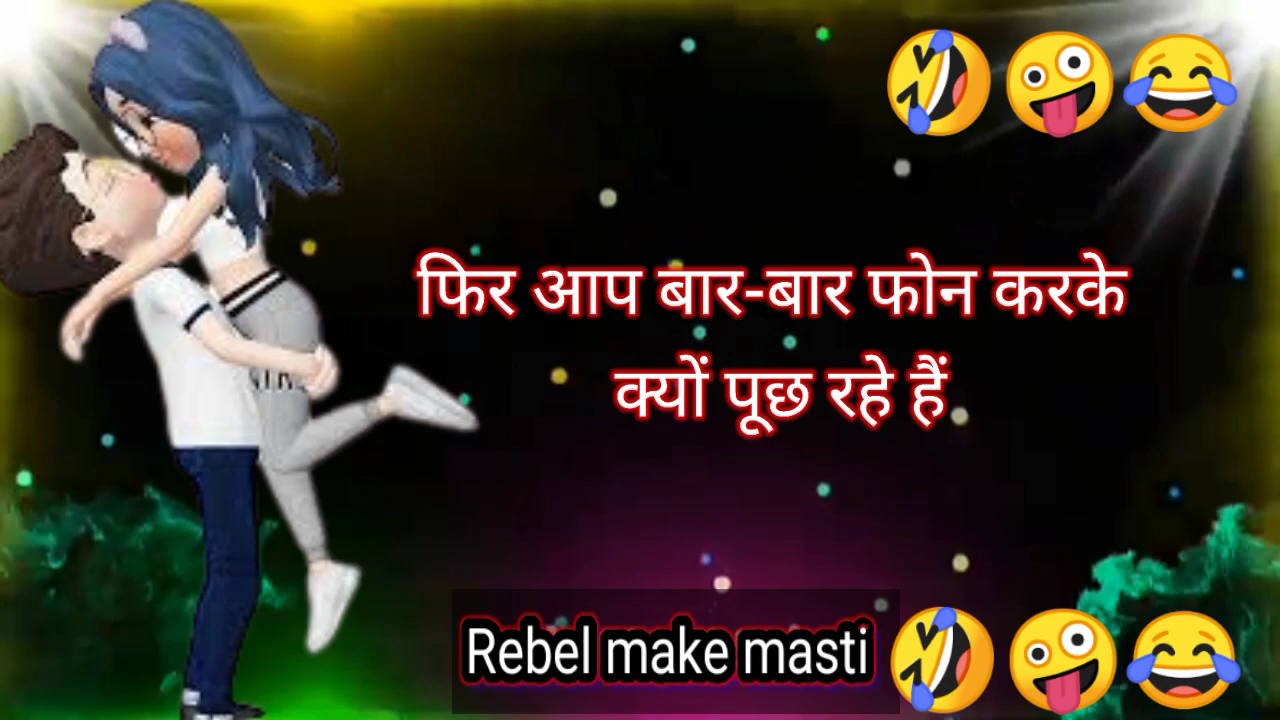 फिर आप बार-बार फोन करके
क्यों पूछ रहे हैं
Rebel make masti